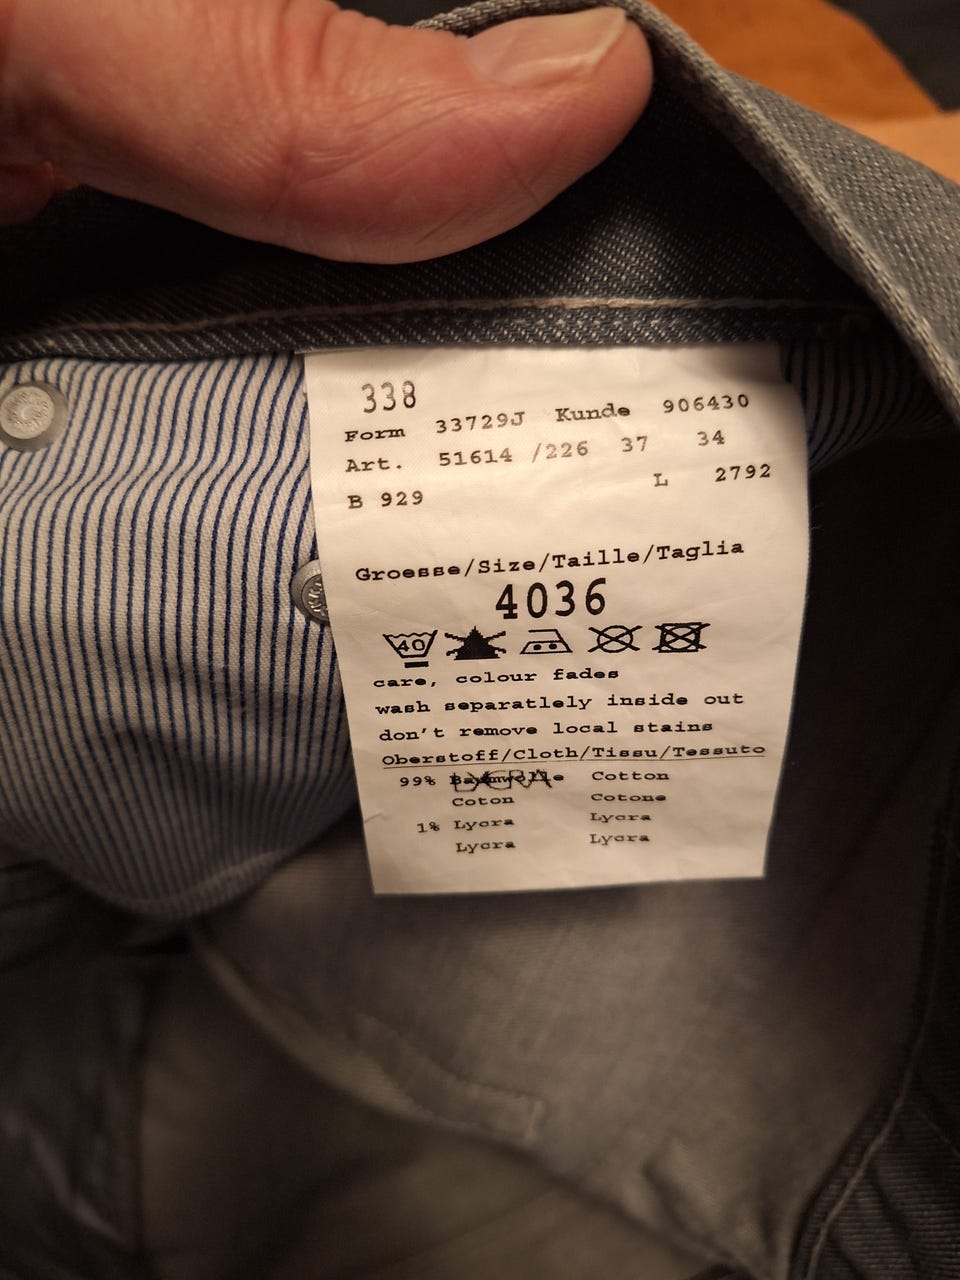 338
Form 33729J Kunde 906430
Art. 51614 /226 37 34
B 929 L 2792
Groesse/Size/Taille/Taglia
4036
40
care, colour fades
wash separatlely inside out
don't remove local stains
Oberstoff/Cloth/Tissu/Tessuto
99% Baumwolle Cotton
LYCRA
Coton Cotone
1% Lycra Lycra
Lycra Lycra